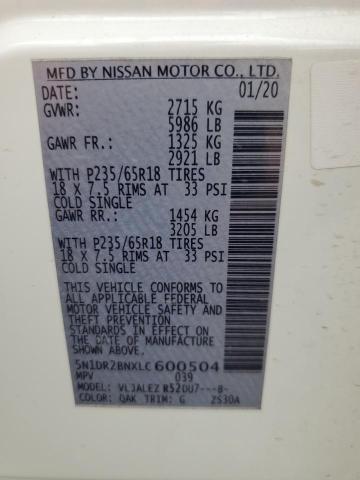 MFD BY NISSAN MOTOR CO., LTD.
DATE: 01/20
GVWR: 2715 KG
5986 LB
GAWR FR.: 1325 KG
2921 LB
WITH P235/65R18 TIRES
18 X 7.5 RIMS AT 33 PSI
COLD SINGLE
GAWR RR.: 1454 KG
3205 LB
WITH P235/65R18 TIRES
18 X 7.5 RIMS AT 33 PSI
COLD SINGLE
THIS VEHICLE CONFORMS TO
ALL APPLICABLE FEDERAL
MOTOR VEHICLE SAFETY AND
THEFT PREVENTION
STANDARDS IN EFFECT ON
THE DATE OF MANUFACTURE
SHOWN ABOVE.
5N1DR2BNXLC600504
MPV 039
MODEL: VLJALEZ R52DU7---B-
COLOR: QAK TRIM: G ZS30A